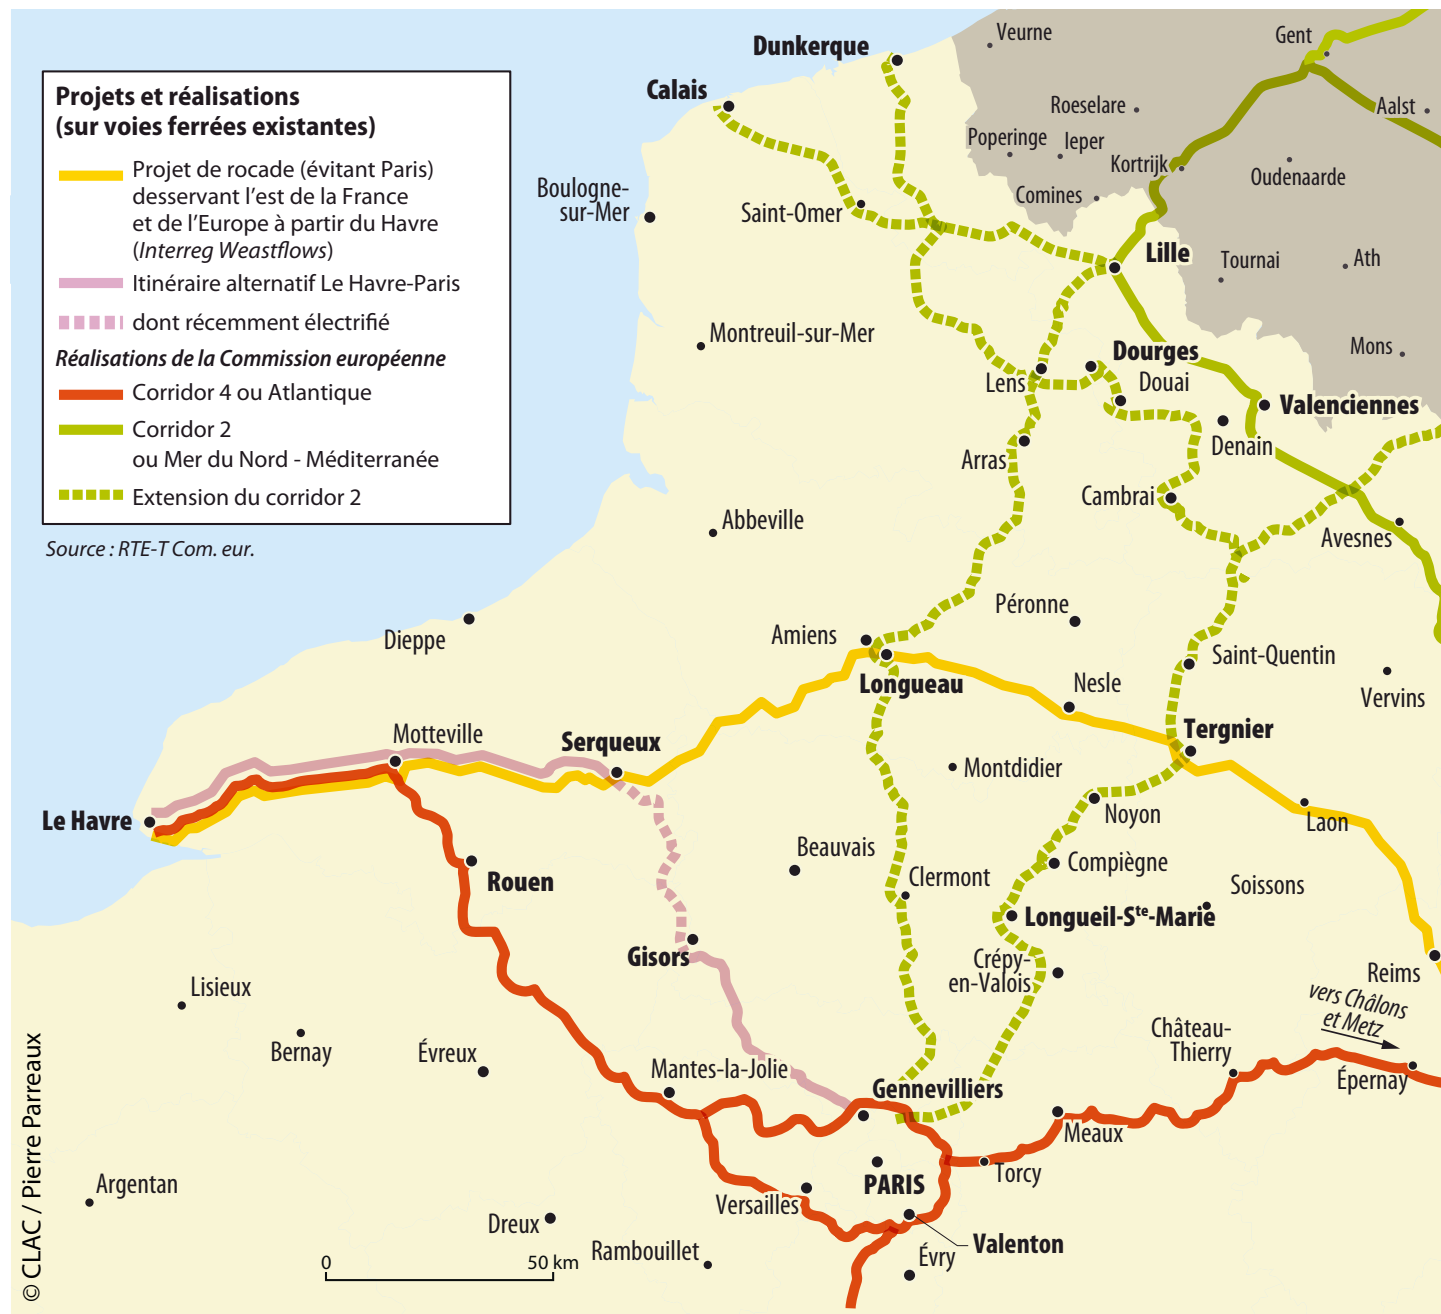 Projets et réalisations
(sur voies ferrées existantes)
Projet de rocade (évitant Paris)
desservant l'est de la France
et de l'Europe à partir du Havre
(Interreg Weastflows)
Itinéraire alternatif Le Havre-Paris
dont récemment électrifié
Réalisations de la Commission européenne
Corridor 4 ou Atlantique
Corridor 2
ou Mer du Nord - Méditerranée
Extension du corridor 2
Source : RTE-T Com. eur.
Dunkerque
Veurne
Gent
Calais
Roeselare
Aalst
Poperinge
Ieper
Kortrijk
Oudenaarde
Boulogne-
sur-Mer
Saint-Omer
Comines
Lille
Tournai
Ath
Montreuil-sur-Mer
Mons
Dourges
Lens
Douai
Valenciennes
Denain
Arras
Cambrai
Abbeville
Avesnes
Péronne
Dieppe
Amiens
Saint-Quentin
Longueau
Nesle
Vervins
Motteville
Serqueux
Tergnier
Montdidier
Le Havre
Noyon
Laon
Beauvais
Compiègne
Rouen
Clermont
Soissons
Longueil-Ste-Marie
Gisors
Crépy-
en-Valois
Reims
Lisieux
vers Châlons
et Metz
Château-
Thierry
Bernay
Évreux
Mantes-la-Jolie
Épernay
Gennevilliers
Meaux
Torcy
Argentan
PARIS
Versailles
Dreux
Valenton
Rambouillet
Évry
0 50 km
© CLAC / Pierre Parreaux